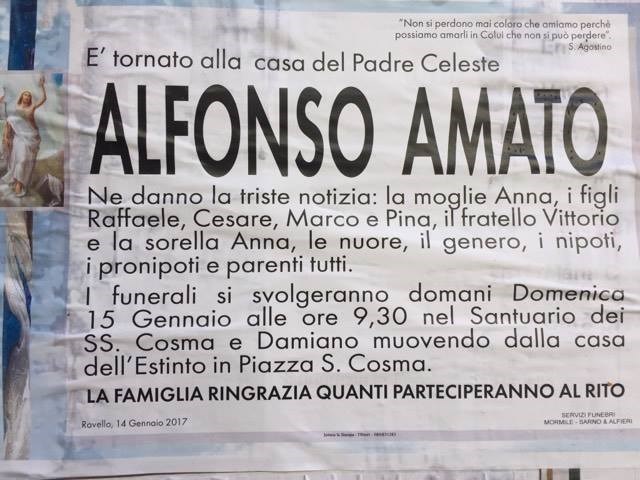 "Non si perdono mai coloro che amiamo perchè
possiamo amarli in Colui che non si può perdere".
S. Agostino
E' tornato alla casa del Padre Celeste
ALFONSO AMATO
Ne danno la triste notizia: la moglie Anna, i figli
Raffaele, Cesare, Marco e Pina, il fratello Vittorio
e la sorella Anna, le nuore, il genero, i nipoti,
i pronipoti e parenti tutti.
I funerali si svolgeranno domani Domenica
15 Gennaio alle ore 9,30 nel Santuario dei
SS. Cosma e Damiano muovendo dalla casa
dell'Estinto in Piazza S. Cosma.
LA FAMIGLIA RINGRAZIA QUANTI PARTECIPERANNO AL RITO
Ravello, 14 Gennaio 2017
SERVIZI FUNEBRI
MORMILE - SARNO & ALFIERI